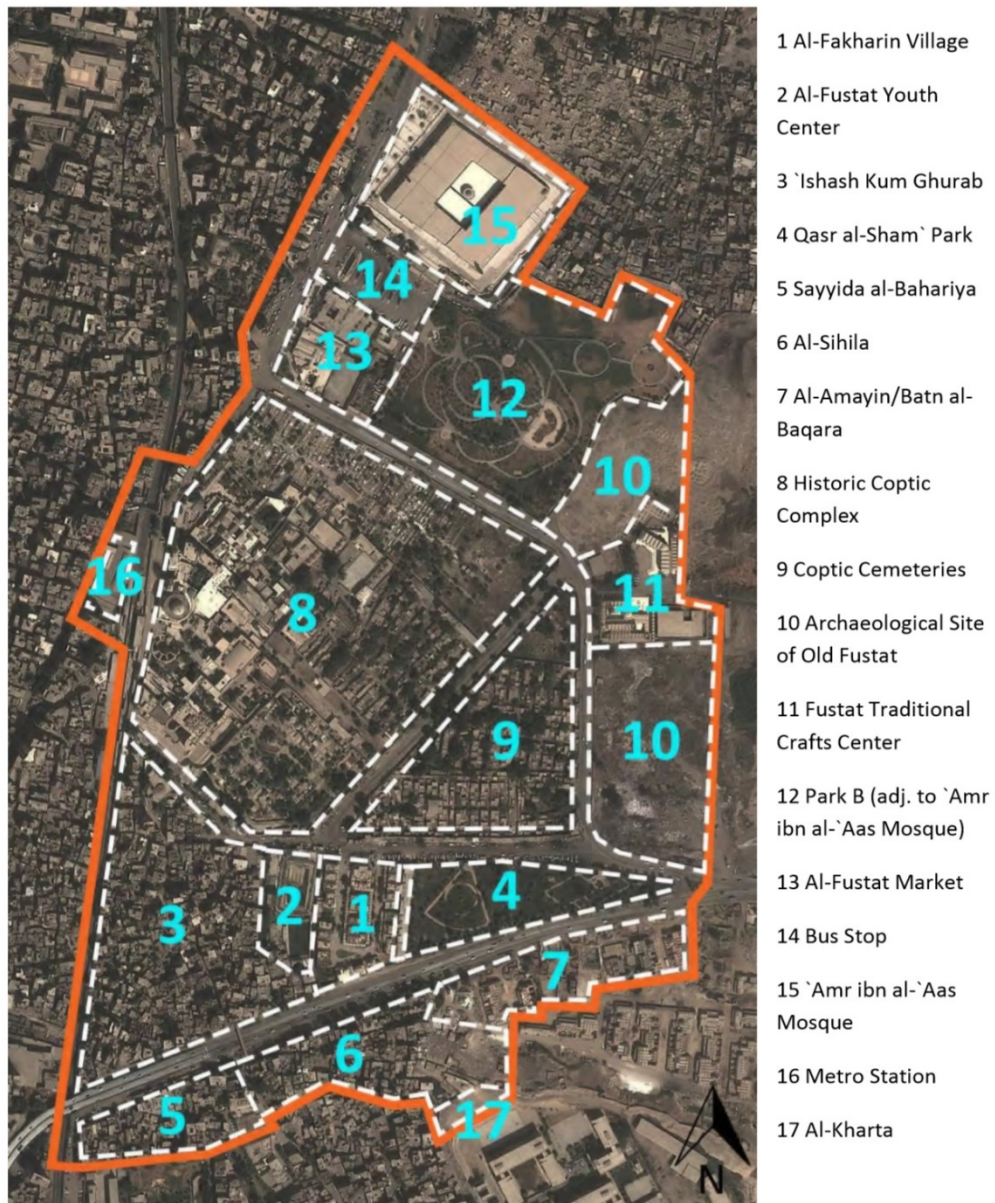 15
14
13
12
10
16
11
8
9
10
4
2
1
3
7
6
5
17
N
1 Al-Fakharin Village
2 Al-Fustat Youth
Center
3 `Ishash Kum Ghurab
4 Qasr al-Sham` Park
5 Sayyida al-Bahariya
6 Al-Sihila
7 Al-Amayin/Batn al-
Baqara
8 Historic Coptic
Complex
9 Coptic Cemeteries
10 Archaeological Site
of Old Fustat
11 Fustat Traditional
Crafts Center
12 Park B (adj. to `Amr
ibn al-`Aas Mosque)
13 Al-Fustat Market
14 Bus Stop
15 `Amr ibn al-`Aas
Mosque
16 Metro Station
17 Al-Kharta